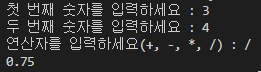 첫 번째 숫자를 입력하세요 : 3
두 번째 숫자를 입력하세요 : 4
연산자를 입력하세요(+, -, *, /) : /
0.75